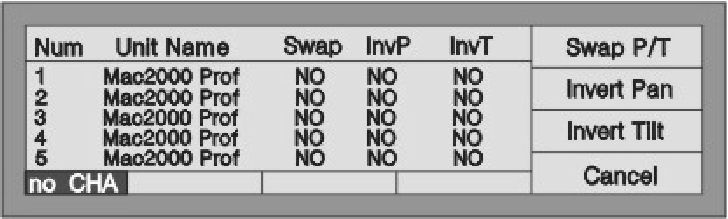 Num Unit Name Swap InvP InvT
1 Mac2000 Prof NO NO NO
2 Mac2000 Prof NO NO NO
3 Mac2000 Prof NO NO NO
4 Mac2000 Prof NO NO NO
5 Mac2000 Prof NO NO NO
no CHA
Swap P/T
Invert Pan
Invert Tilt
Cancel